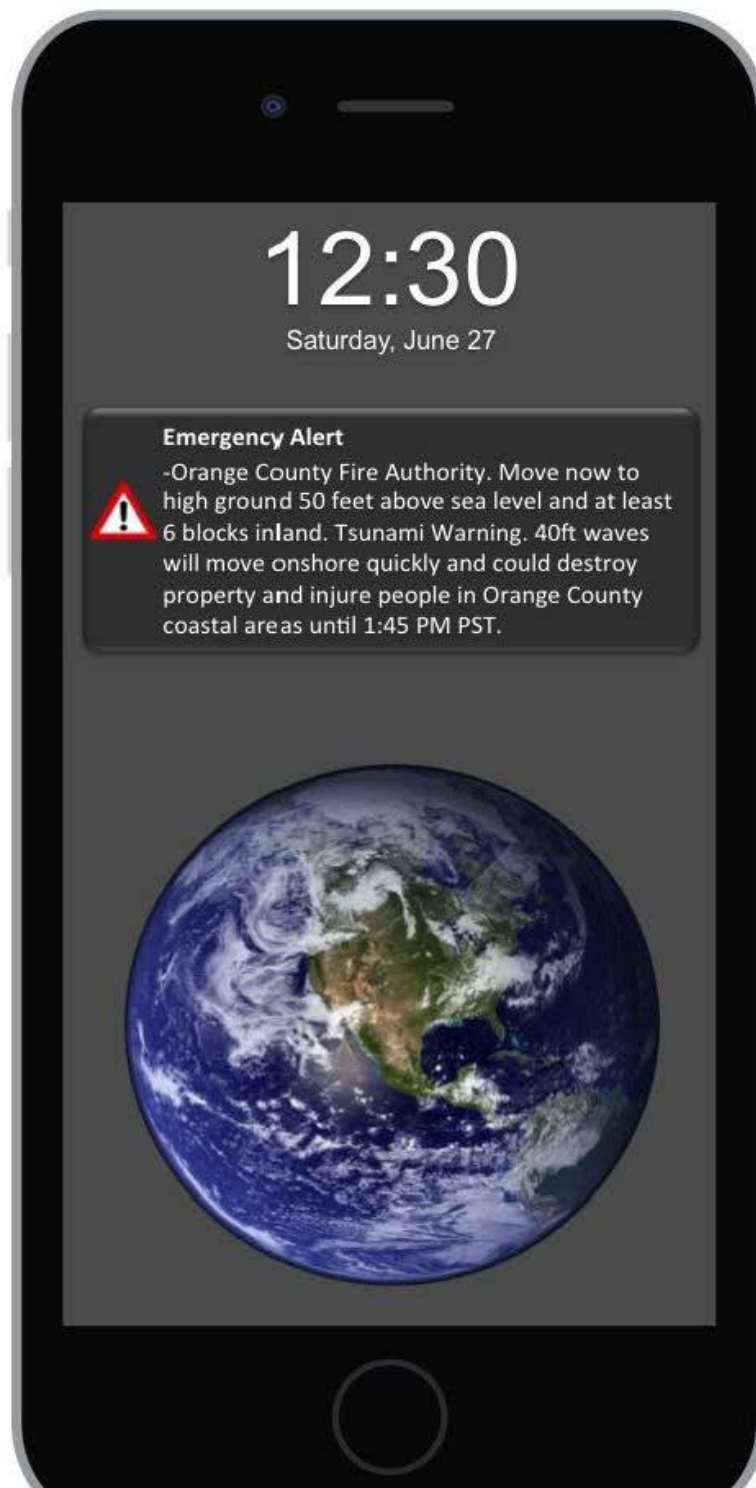 12:30
Saturday, June 27
Emergency Alert
-Orange County Fire Authority. Move now to
high ground 50 feet above sea level and at least
6 blocks inland. Tsunami Warning. 40ft waves
will move onshore quickly and could destroy
property and injure people in Orange County
coastal areas until 1:45 PM PST.